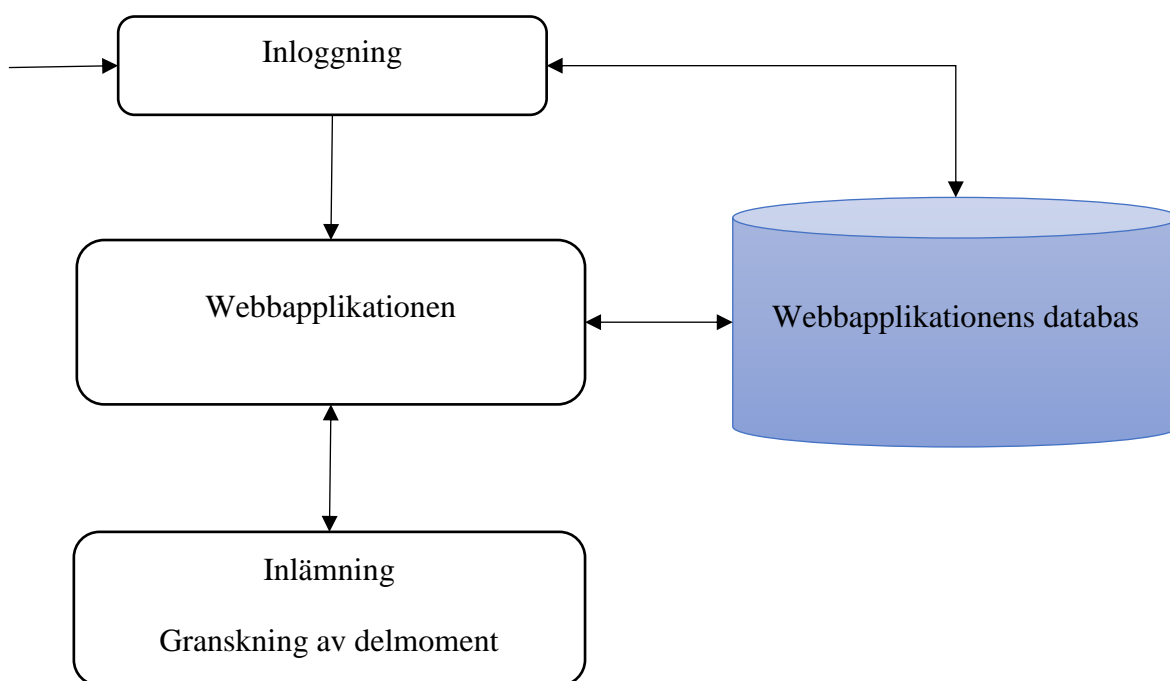 Inloggning
Webbapplikationen
Webbapplikationens databas
Inlämning
Granskning av delmoment